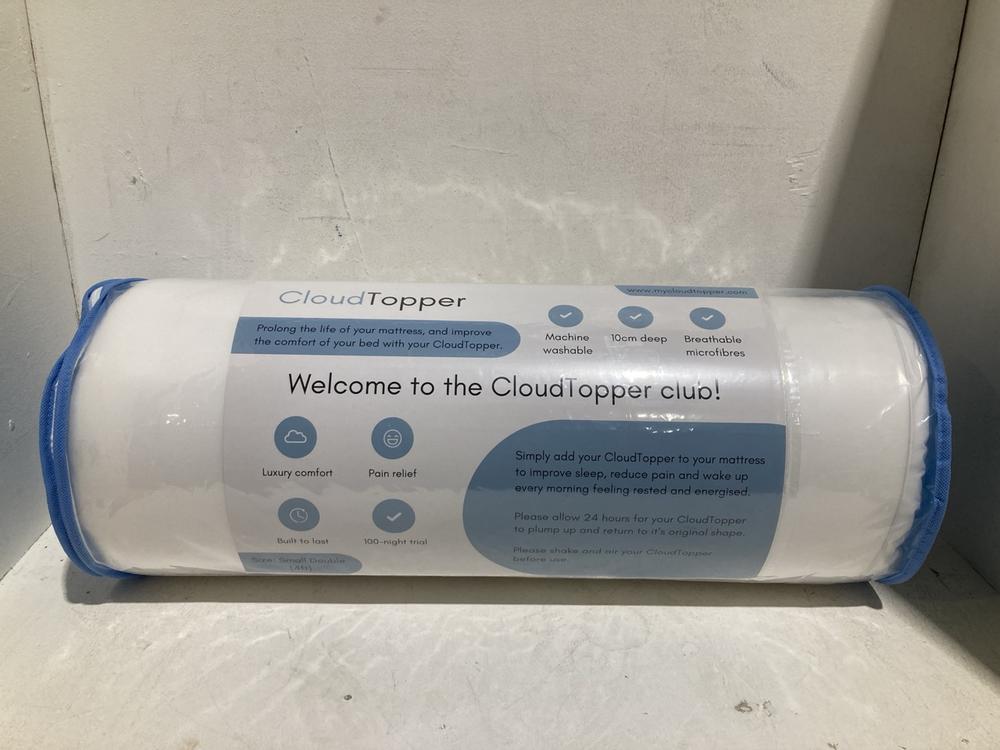 CloudTopper
www.mycloudtopper.com
Prolong the life of your mattress, and improve
the comfort of your bed with your CloudTopper.
Machine
washable
10cm deep
Breathable
microfibres
Welcome to the CloudTopper club!
Luxury comfort
Pain relief
Built to last
100-night trial
Size: Small Double
(4ft)
Simply add your CloudTopper to your mattress
to improve sleep, reduce pain and wake up
every morning feeling rested and energised.
Please allow 24 hours for your CloudTopper
to plump up and return to it's original shape.
Please shake and air your CloudTopper
before use.